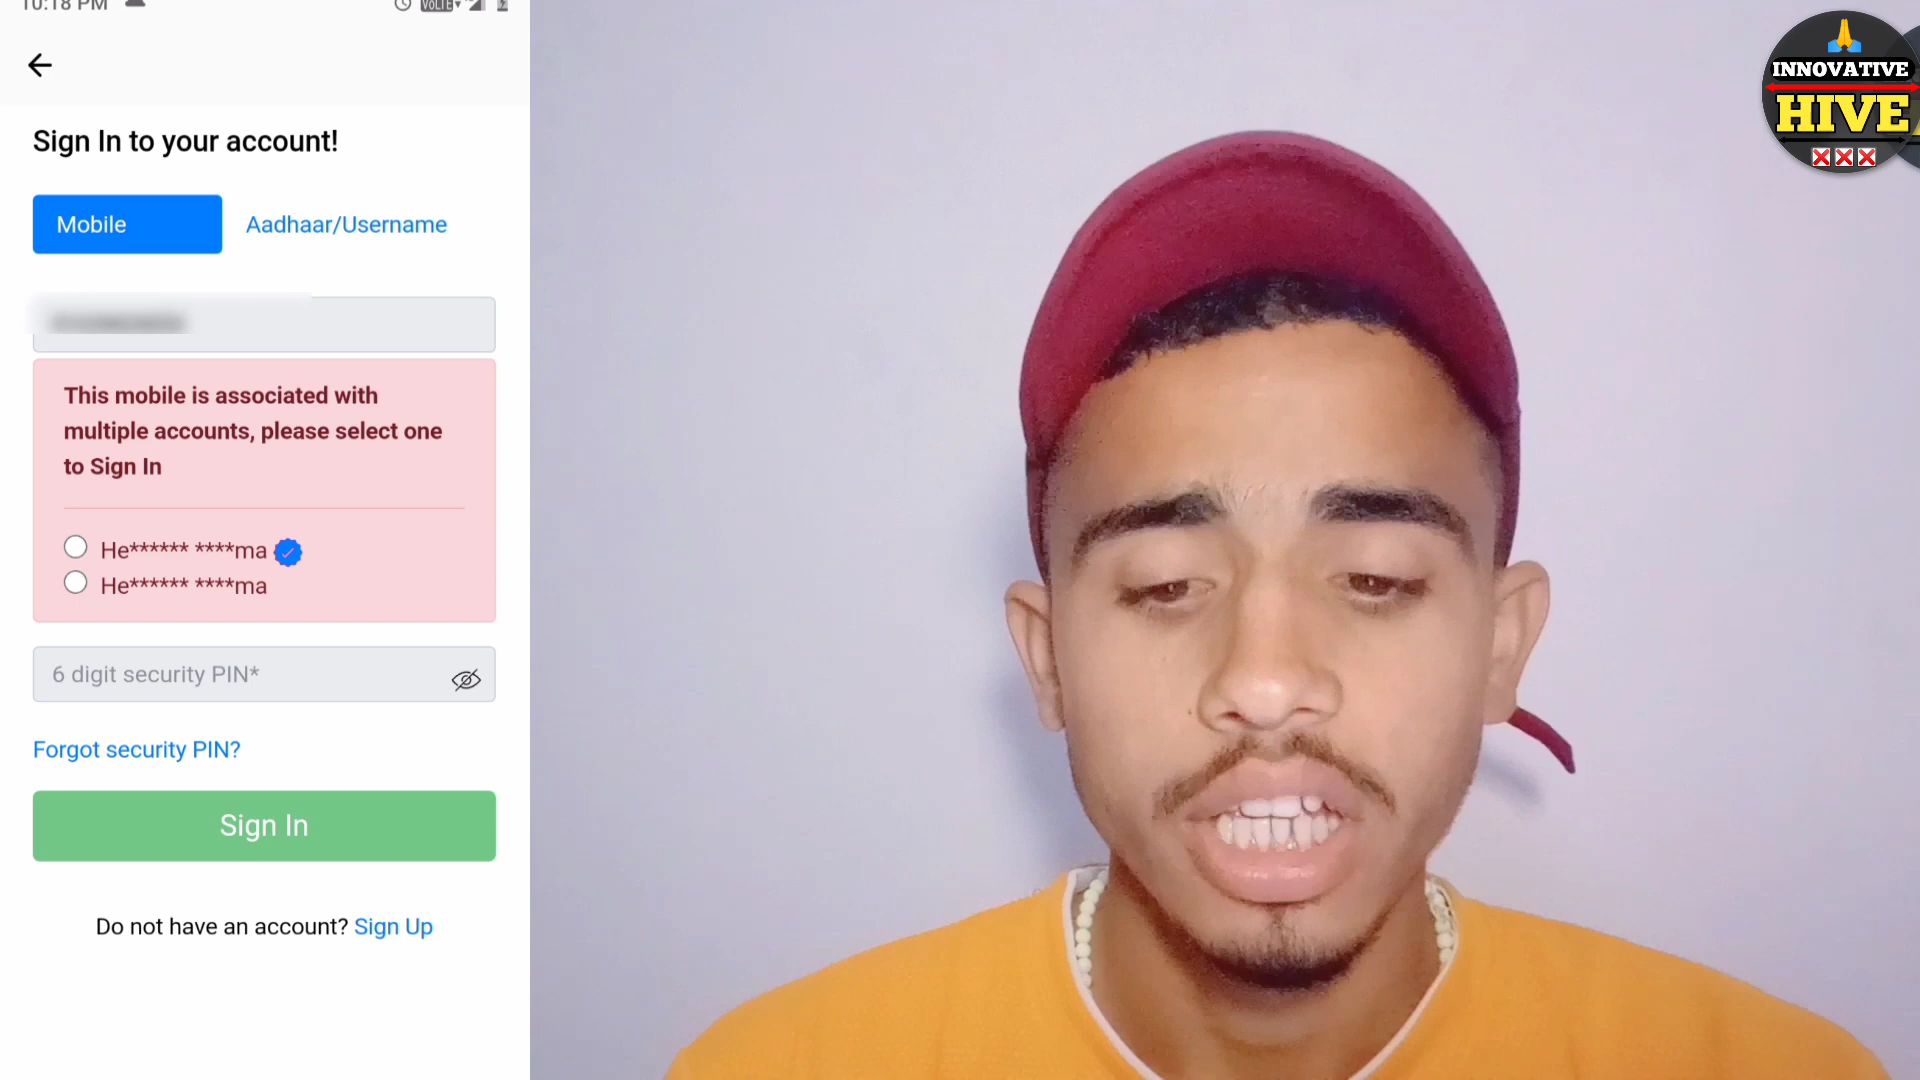 10:18 PM
VoLTE
Sign In to your account!
Mobile
Aadhaar/Username
This mobile is associated with
multiple accounts, please select one
to Sign In
He****** ****ma
He****** ****ma
6 digit security PIN*
Forgot security PIN?
Sign In
Do not have an account? Sign Up
INNOVATIVE
HIVE